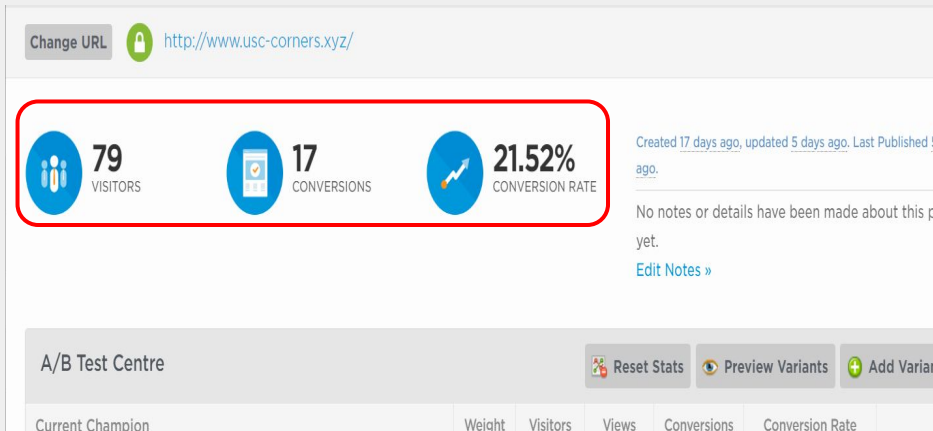 Change URL http://www.usc-corners.xyz/
79 VISITORS
17 CONVERSIONS
21.52% CONVERSION RATE
Created 17 days ago, updated 5 days ago. Last Published
ago.
No notes or details have been made about this
yet.
Edit Notes »
A/B Test Centre
Reset Stats Preview Variants Add
Current Champion Weight Visitors Views Conversions Conversion Rate